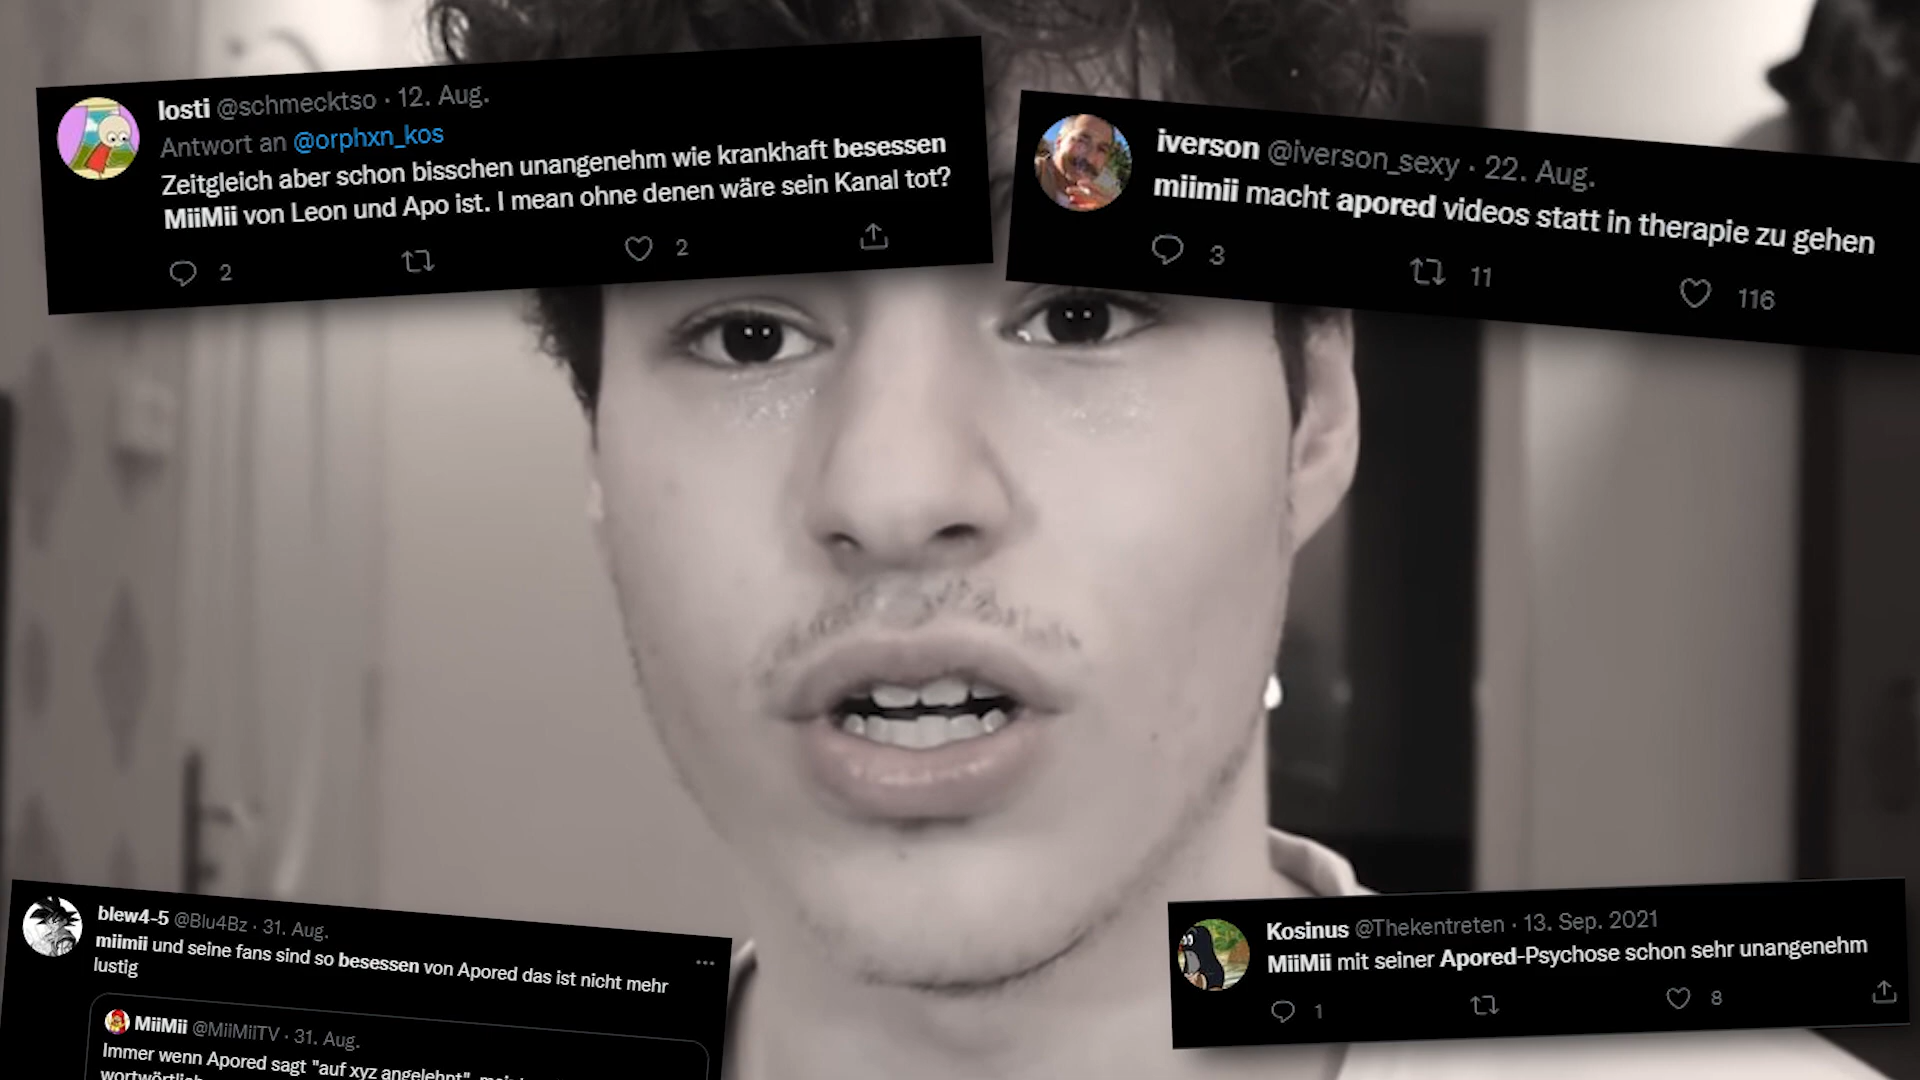 losti @schmecktso · 12. Aug.
Antwort an @orphxn_kos
Zeitgleich aber schon bisschen unangenehm wie krankhaft besessen
MiiMii von Leon und Apo ist. I mean ohne denen wäre sein Kanal tot?
2 2
iverson @iverson_sexy · 22. Aug.
miimii macht apored videos statt in therapie zu gehen
3 11 116
blew4-5 @Blu4Bz · 31. Aug.
miimii und seine fans sind so besessen von Apored das ist nicht mehr
lustig
MiiMii @MiiMiiTV · 31. Aug.
Immer wenn Apored sagt "auf xyz angelehnt",
Kosinus @Thekentreten · 13. Sep. 2021
MiiMii mit seiner Apored-Psychose schon sehr unangenehm
1 8